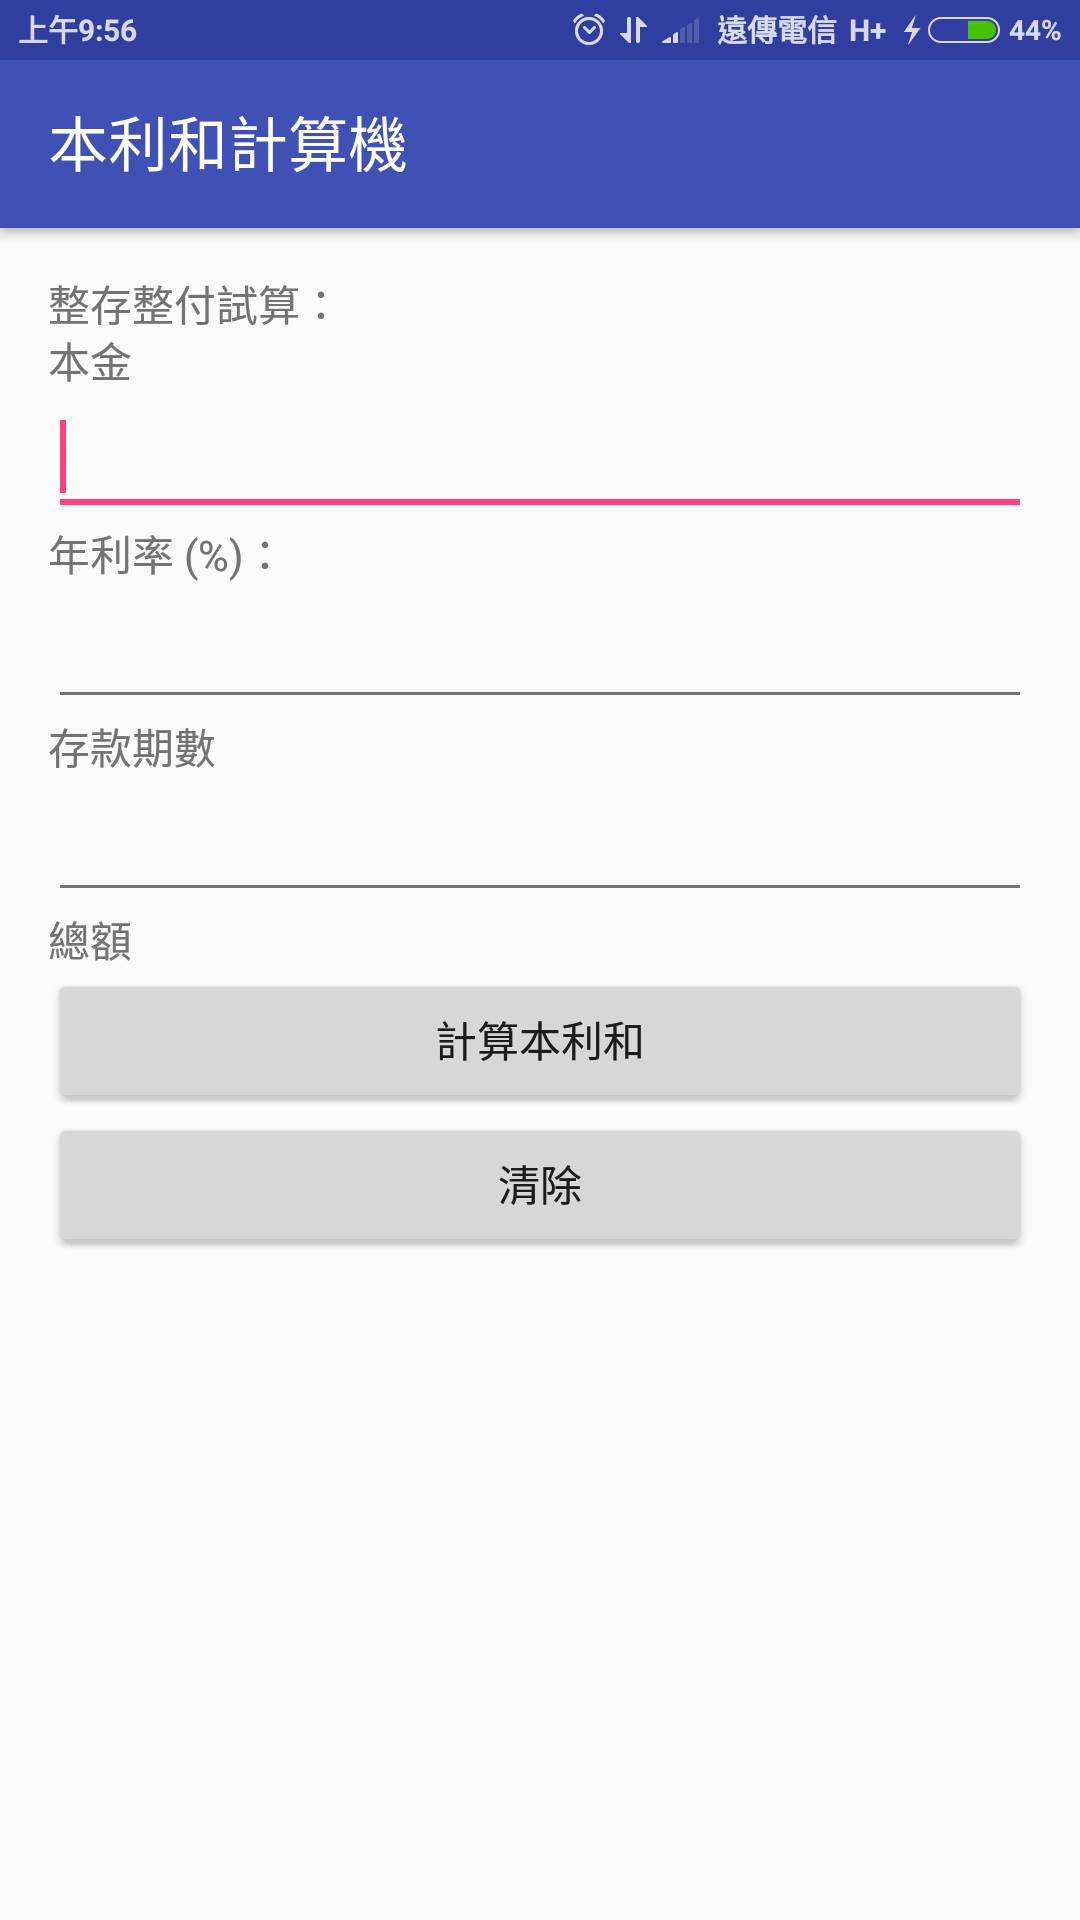 上午9:56 遠傳電信 H+ 44%
本利和計算機
整存整付試算：
本金
年利率 (%)：
存款期數
總額
計算本利和
清除